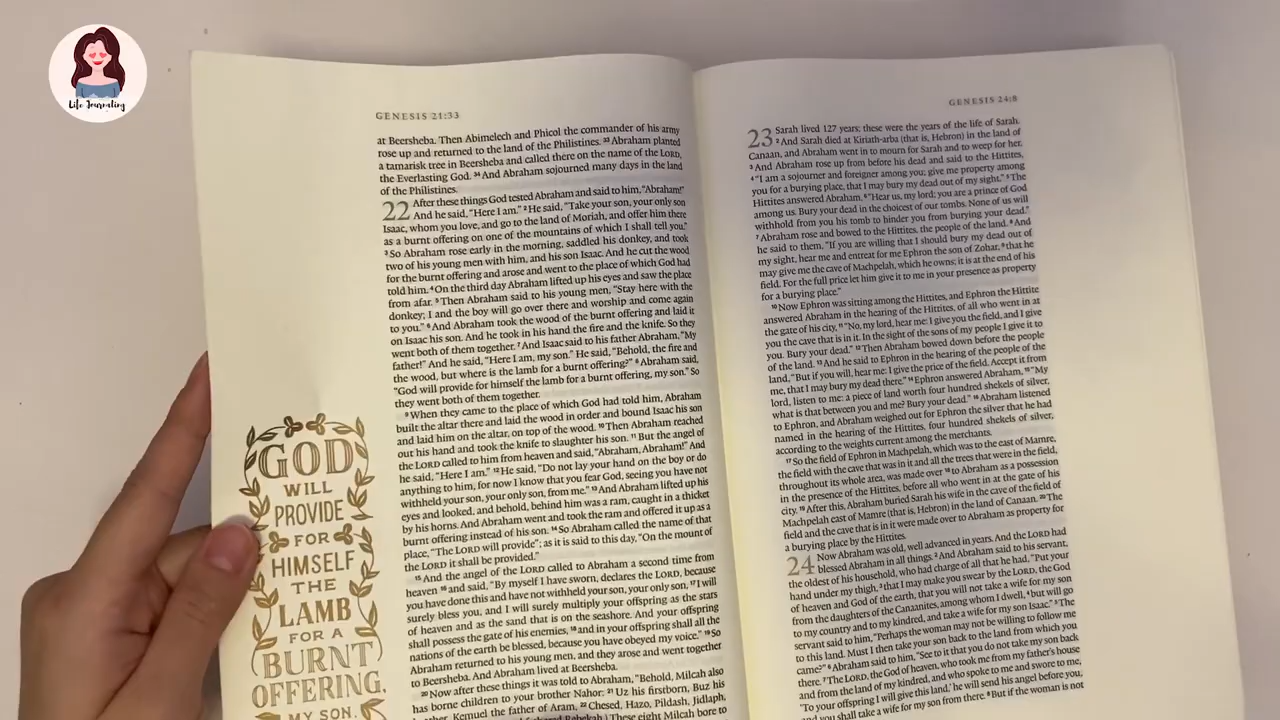 Life Journaling
GENESIS 21:33
at Beersheba. Then Abimelech and Phicol the commander of his army
rose up and returned to the land of the Philistines. 33 Abraham planted
a tamarisk tree in Beersheba and called there on the name of the LORD,
the Everlasting God. 34 And Abraham sojourned many days in the land
of the Philistines.
22 After these things God tested Abraham and said to him, "Abraham!"
And he said, "Here I am." 2 He said, "Take your son, your only son
Isaac, whom you love, and go to the land of Moriah, and offer him there
as a burnt offering on one of the mountains of which I shall tell you."
3 So Abraham rose early in the morning, saddled his donkey, and took
two of his young men with him, and his son Isaac. And he cut the wood
for the burnt offering and arose and went to the place of which God had
told him. 4 On the third day Abraham lifted up his eyes and saw the place
from afar. 5 Then Abraham said to his young men, "Stay here with the
donkey; I and the boy will go over there and worship and come again
to you." 6 And Abraham took the wood of the burnt offering and laid it
on Isaac his son. And he took in his hand the fire and the knife. So they
went both of them together. 7 And Isaac said to his father Abraham, "My
father!" And he said, "Here I am, my son." He said, "Behold, the fire and
the wood, but where is the lamb for a burnt offering?" 8 Abraham said,
"God will provide for himself the lamb for a burnt offering, my son." So
they went both of them together.
9 When they came to the place of which God had told him, Abraham
built the altar there and laid the wood in order and bound Isaac his son
and laid him on the altar, on top of the wood. 10 Then Abraham reached
out his hand and took the knife to slaughter his son. 11 But the angel of
the LORD called to him from heaven and said, "Abraham, Abraham!" And
he said, "Here I am." 12 He said, "Do not lay your hand on the boy or do
anything to him, for now I know that you fear God, seeing you have not
withheld your son, your only son, from me." 13 And Abraham lifted up his
eyes and looked, and behold, behind him was a ram, caught in a thicket
by his horns. And Abraham went and took the ram and offered it up as a
burnt offering instead of his son. 14 So Abraham called the name of that
place, "The LORD will provide"; as it is said to this day, "On the mount of
the LORD it shall be provided."
15 And the angel of the LORD called to Abraham a second time from
heaven 16 and said, "By myself I have sworn, declares the LORD, because
you have done this and have not withheld your son, your only son, 17 I will
surely bless you, and I will surely multiply your offspring as the stars
of heaven and as the sand that is on the seashore. And your offspring
shall possess the gate of his enemies, 18 and in your offspring shall all the
nations of the earth be blessed, because you have obeyed my voice." 19 So
Abraham returned to his young men, and they arose and went together
to Beersheba. And Abraham lived at Beersheba.
20 Now after these things it was told to Abraham, "Behold, Milcah also
has borne children to your brother Nahor: 21 Uz his firstborn, Buz his
brother, Kemuel the father of Aram, 22 Chesed, Hazo, Pildash, Jidlaph,
Rebekah.) These eight Milcah bore to
GOD
WILL
PROVIDE
FOR
HIMSELF
THE
LAMB
FOR A
BURNT
OFFERING,
MY SON.
GENESIS 24:8
23 Sarah lived 127 years; these were the years of the life of Sarah.
2 And Sarah died at Kiriath-arba (that is, Hebron) in the land of
Canaan, and Abraham went in to mourn for Sarah and to weep for her.
3 And Abraham rose up from before his dead and said to the Hittites,
4 "I am a sojourner and foreigner among you; give me property among
you for a burying place, that I may bury my dead out of my sight." 5 The
Hittites answered Abraham, 6 "Hear us, my lord; you are a prince of God
among us. Bury your dead in the choicest of our tombs. None of us will
withhold from you his tomb to hinder you from burying your dead."
7 Abraham rose and bowed to the Hittites, the people of the land. 8 And
he said to them, "If you are willing that I should bury my dead out of
my sight, hear me and entreat for me Ephron the son of Zohar, 9 that he
may give me the cave of Machpelah, which he owns; it is at the end of his
field. For the full price let him give it to me in your presence as property
for a burying place."
10 Now Ephron was sitting among the Hittites, and Ephron the Hittite
answered Abraham in the hearing of the Hittites, of all who went in at
the gate of his city, 11 "No, my lord, hear me: I give you the field, and I give
you the cave that is in it. In the sight of the sons of my people I give it to
you. Bury your dead." 12 Then Abraham bowed down before the people
of the land. 13 And he said to Ephron in the hearing of the people of the
land, "But if you will, hear me: I give the price of the field. Accept it from
me, that I may bury my dead there." 14 Ephron answered Abraham, 15 "My
lord, listen to me: a piece of land worth four hundred shekels of silver,
what is that between you and me? Bury your dead." 16 Abraham listened
to Ephron, and Abraham weighed out for Ephron the silver that he had
named in the hearing of the Hittites, four hundred shekels of silver,
according to the weights current among the merchants.
17 So the field of Ephron in Machpelah, which was to the east of Mamre,
the field with the cave that was in it and all the trees that were in the field,
throughout its whole area, was made over 18 to Abraham as a possession
in the presence of the Hittites, before all who went in at the gate of his
city. 19 After this, Abraham buried Sarah his wife in the cave of the field of
Machpelah east of Mamre (that is, Hebron) in the land of Canaan. 20 The
field and the cave that is in it were made over to Abraham as property for
a burying place by the Hittites.
24 Now Abraham was old, well advanced in years. And the LORD had
blessed Abraham in all things. 2 And Abraham said to his servant,
the oldest of his household, who had charge of all that he had, "Put your
hand under my thigh, 3 that I may make you swear by the LORD, the God
of heaven and God of the earth, that you will not take a wife for my son
from the daughters of the Canaanites, among whom I dwell, 4 but will go
to my country and to my kindred, and take a wife for my son Isaac." 5 The
servant said to him, "Perhaps the woman may not be willing to follow me
to this land. Must I then take your son back to the land from which you
came?" 6 Abraham said to him, "See to it that you do not take my son back
there. 7 The LORD, the God of heaven, who took me from my father's house
and from the land of my kindred, and who spoke to me and swore to me,
'To your offspring I will give this land,' he will send his angel before you,
and you shall take a wife for my son from there. 8 But if the woman is not